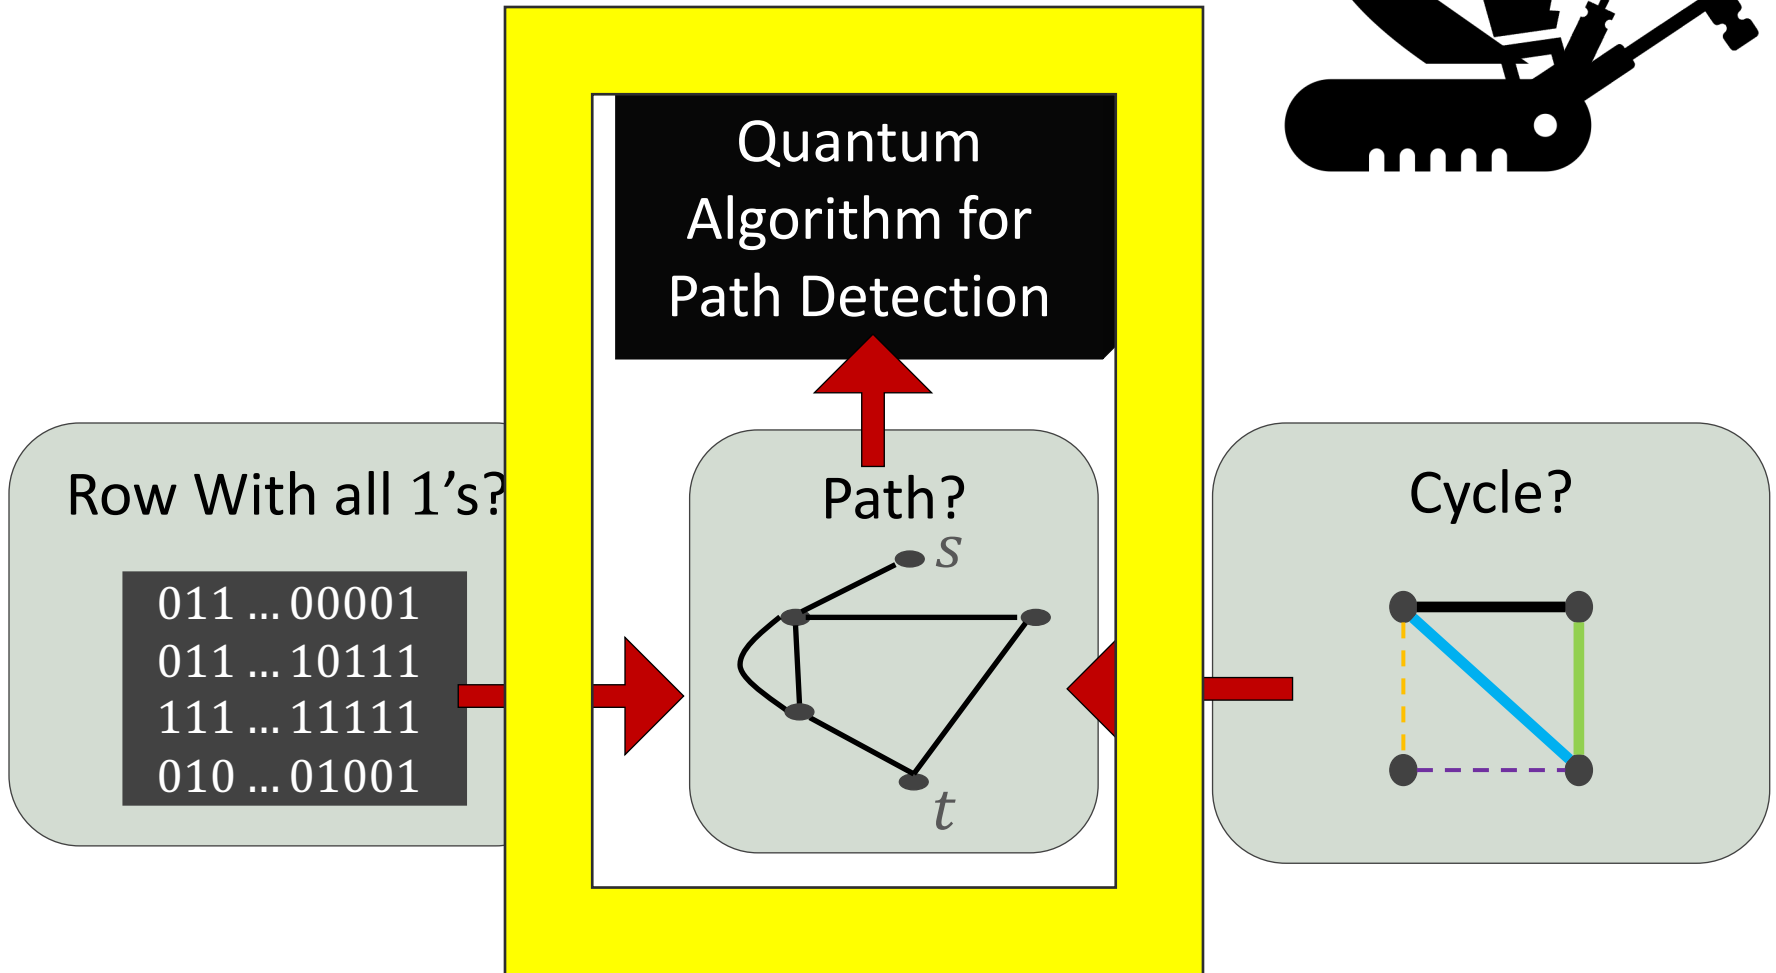 Quantum
Algorithm for
Path Detection
Row With all 1’s?
011 ... 00001
011 ... 10111
111 ... 11111
010 ... 01001
Path?
s
t
Cycle?